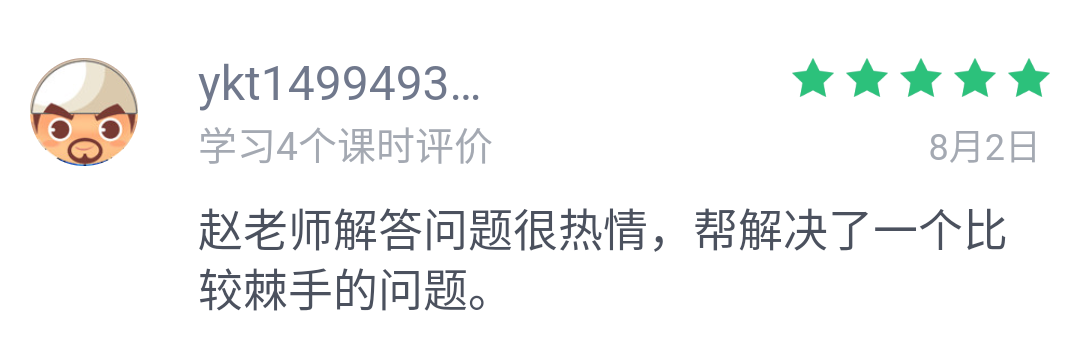 ykt1499493...
学习4个课时评价
8月2日
赵老师解答问题很热情，帮解决了一个比
较棘手的问题。